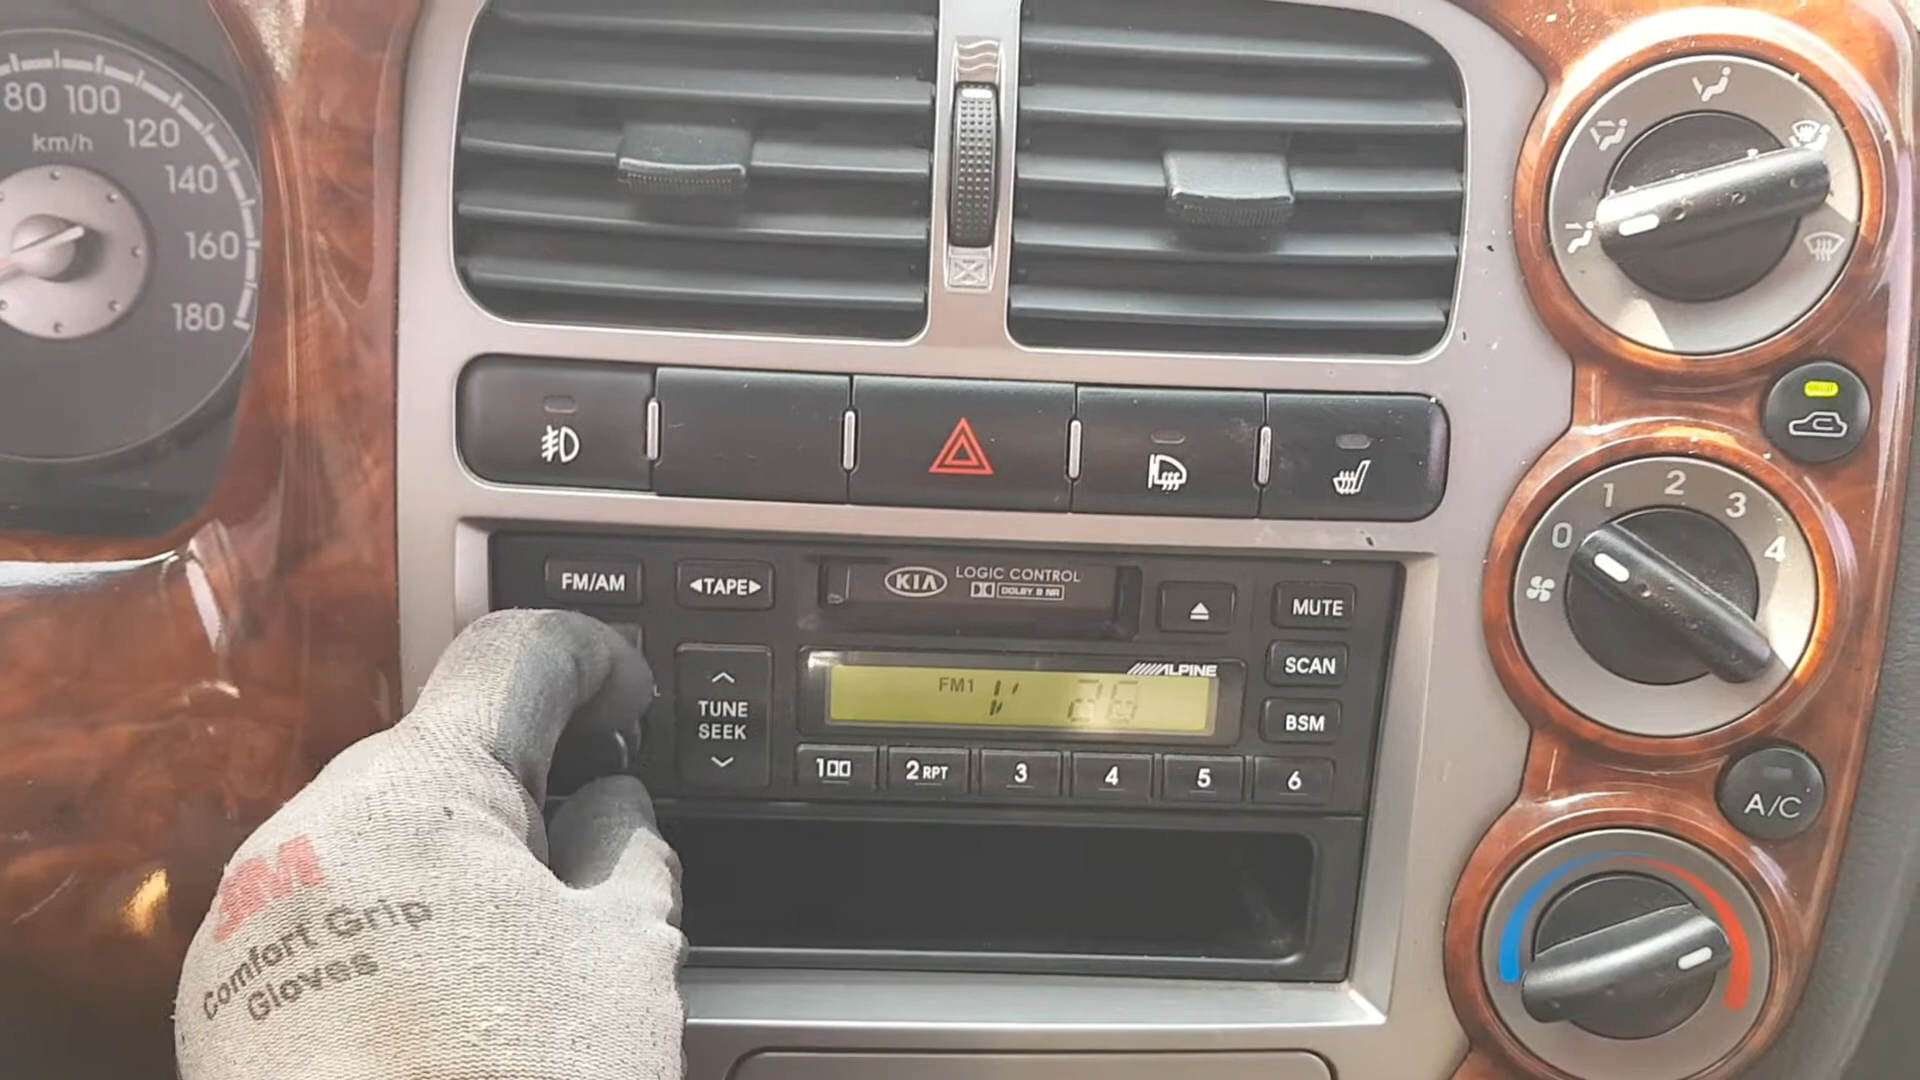 80 100
120
km/h
140
160
180
1 2 3
0 4
FM/AM
◄TAPE►
KIA
LOGIC CONTROL
DOLBY B NR
MUTE
SCAN
ALPINE
FM1
TUNE
SEEK
BSM
1
2 RPT
3
4
5
6
A/C
3M
Comfort Grip
Gloves